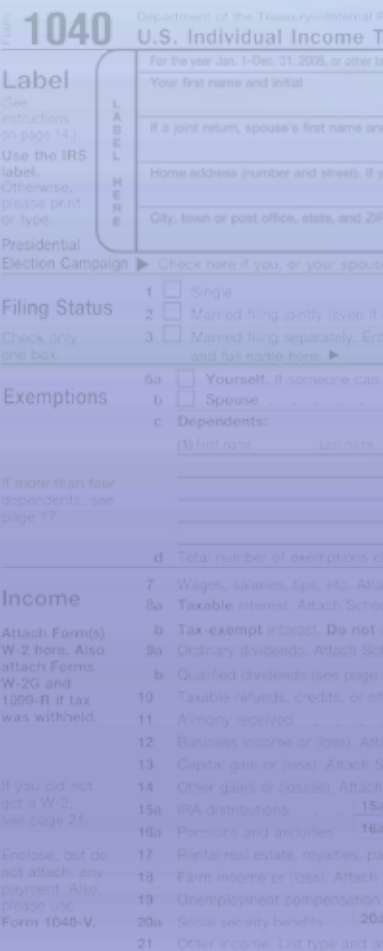 Form 1040
Department of the Treasury—Internal
U.S. Individual Income T
For the year Jan. 1–Dec. 31, 2008, or other
Label
(See
instructions
on page 14.)
Use the IRS
label.
Otherwise,
please print
or type.
LABEL HERE
Your first name and initial
If a joint return, spouse's first name
Home address (number and street). If y
City, town or post office, state, and ZIP
Presidential
Election Campaign ▶ Check here if you, or your spouse
Filing Status
Check only
one box.
1 Single
2 Married filing jointly (even if
3 Married filing separately.
and full name here. ▶
Exemptions
6a Yourself. If someone can
b Spouse
c Dependents:
(1) First name Last name
If more than four
dependents, see
page 17
d Total number of exemptions
Income
Attach Form(s)
W-2 here. Also
attach Forms
W-2G and
1099-R if tax
was withheld.
If you did not
get a W-2,
see page 21.
Enclose, but do
not attach, any
payment. Also,
please use
Form 1040-V.
7 Wages, salaries, tips, etc.
8a Taxable interest. Attach
b Tax-exempt interest. Do not
9a Ordinary dividends. Attach
b Qualified dividends (see page
10 Taxable refunds, credits, or
11 Alimony received
12 Business income or (loss).
13 Capital gain or (loss). Attach S
14 Other gains or (losses). Attach
15a IRA distributions 15a
16a Pensions and annuities 16a
17 Rental real estate, royalties,
18 Farm income or (loss). Attach
19 Unemployment compensation
20a Social security benefits 20a
21 Other income. List type and